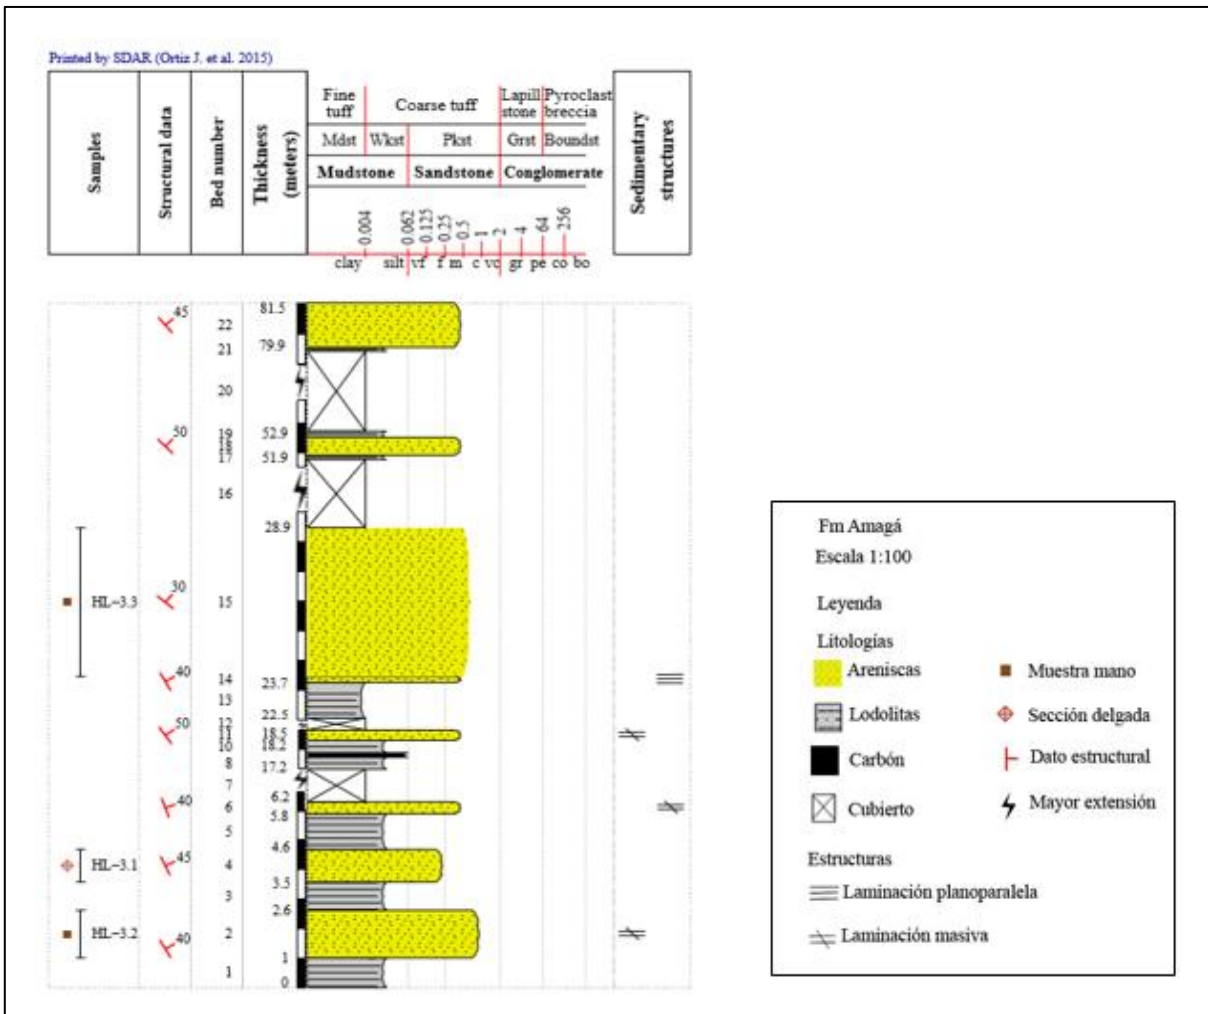 Printed by SDAR (Ortiz J. et al. 2015)
Samples
Structural data
Bed number
Thickness
(meters)
Fine tuff
Coarse tuff
Lapill stone
Pyroclast breccia
Mdst
Wkst
Pkst
Grst
Boundst
Mudstone
Sandstone
Conglomerate
0.004
0.062
0.125
0.25
0.5
1
2
4
64
256
clay silt vf f m c vc gr pe co bo
Sedimentary
structures
45 22 81.5
21 79.9
20
50 19 52.9
17 51.9
16
28.9
HL-3.3 30 15
40 14 23.7
13 22.5
50 12
11 18.5
10 18.2
8 17.2
7
40 6 6.2
5.8
5
4.6
HL-3.1 45 4
3.5
3
2.6
HL-3.2 40 2
1
1
0
Fm Amagá
Escala 1:100
Leyenda
Litologías
Areniscas
Muestra mano
Lodolitas
Sección delgada
Carbón
Dato estructural
Cubierto
Mayor extensión
Estructuras
Laminación planoparalela
Laminación masiva